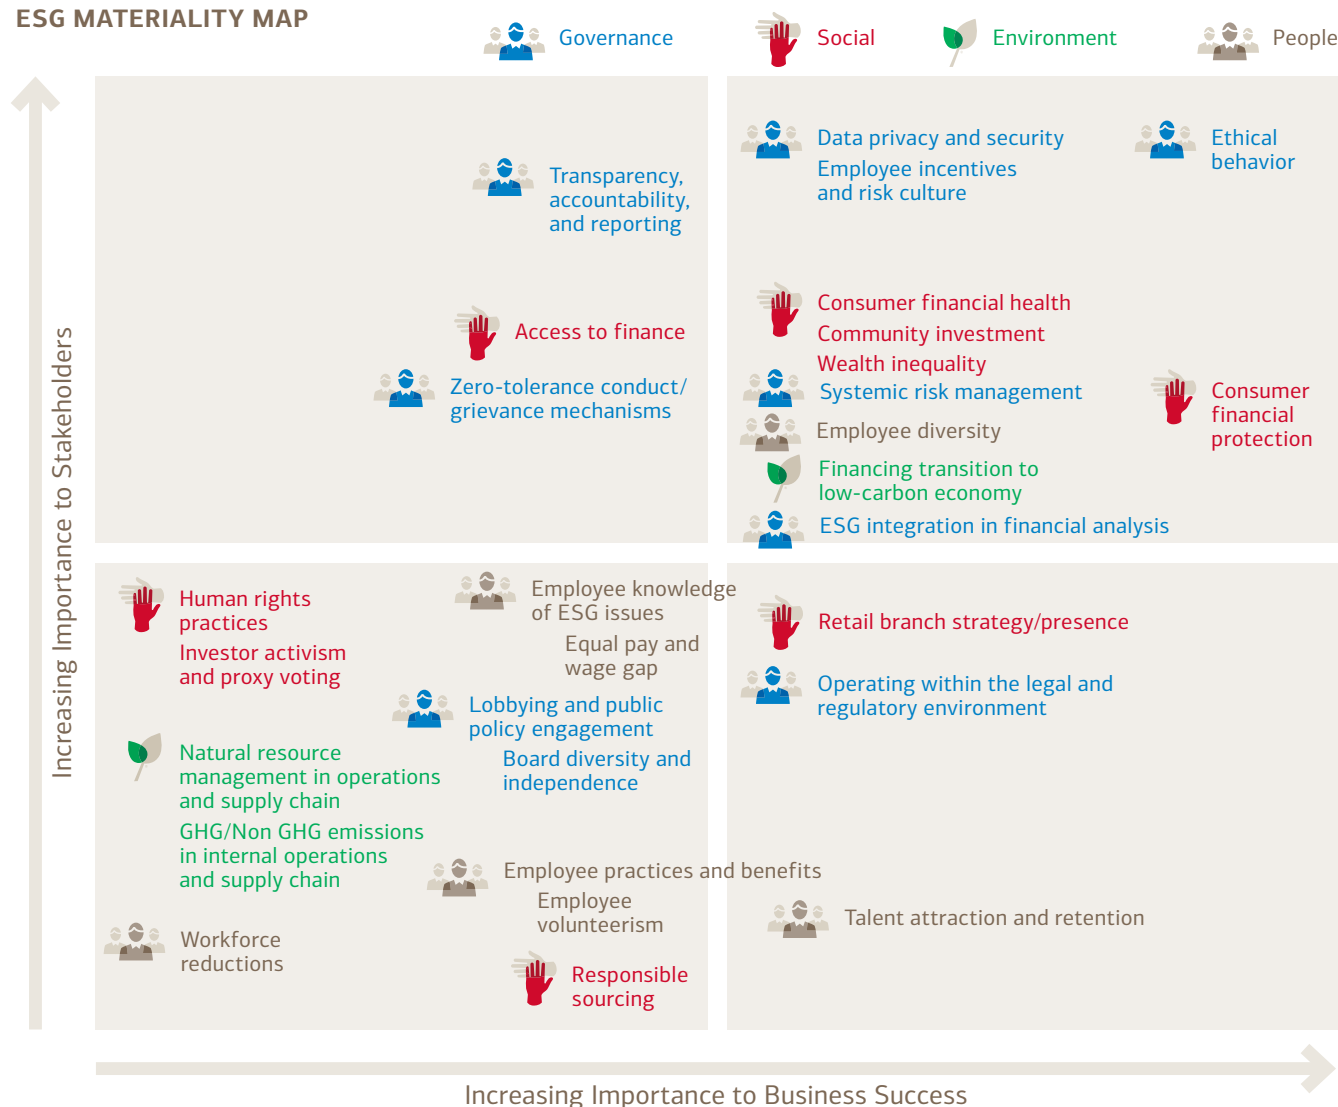 ESG MATERIALITY MAP
Governance
Social
Environment
People
Increasing Importance to Stakeholders
Transparency,
accountability,
and reporting
Access to finance
Zero-tolerance conduct/
grievance mechanisms
Data privacy and security
Employee incentives
and risk culture
Ethical
behavior
Consumer financial health
Community investment
Wealth inequality
Systemic risk management
Employee diversity
Financing transition to
low-carbon economy
ESG integration in financial analysis
Consumer
financial
protection
Human rights
practices
Investor activism
and proxy voting
Employee knowledge
of ESG issues
Equal pay and
wage gap
Lobbying and public
policy engagement
Board diversity and
independence
Natural resource
management in operations
and supply chain
GHG/Non GHG emissions
in internal operations
and supply chain
Employee practices and benefits
Employee
volunteerism
Workforce
reductions
Responsible
sourcing
Retail branch strategy/presence
Operating within the legal and
regulatory environment
Talent attraction and retention
Increasing Importance to Business Success